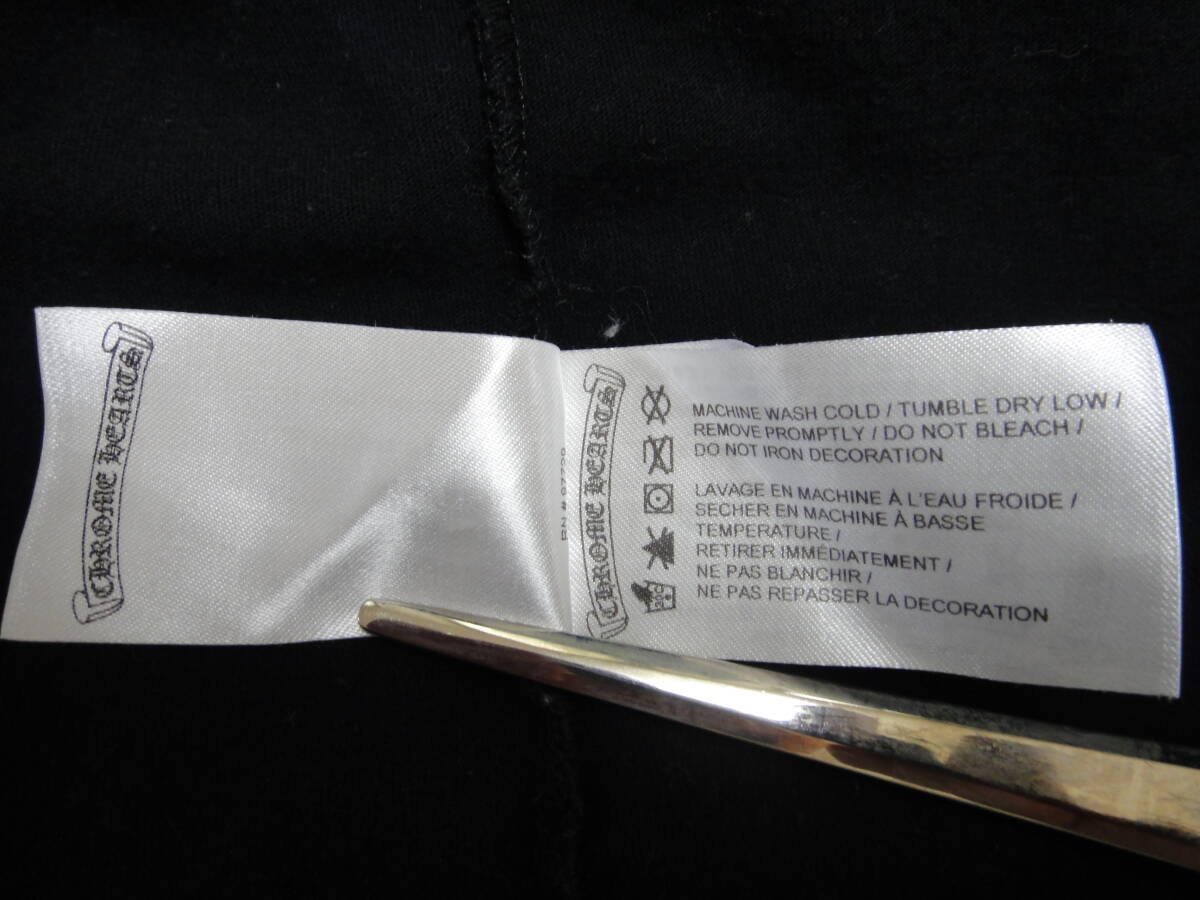 CHROME HEARTS
CHROME HEARTS
MACHINE WASH COLD / TUMBLE DRY LOW /
REMOVE PROMPTLY / DO NOT BLEACH /
DO NOT IRON DECORATION
LAVAGE EN MACHINE À L'EAU FROIDE /
SECHER EN MACHINE À BASSE
TEMPERATURE /
RETIRER IMMÉDIATEMENT /
NE PAS BLANCHIR /
NE PAS REPASSER LA DECORATION